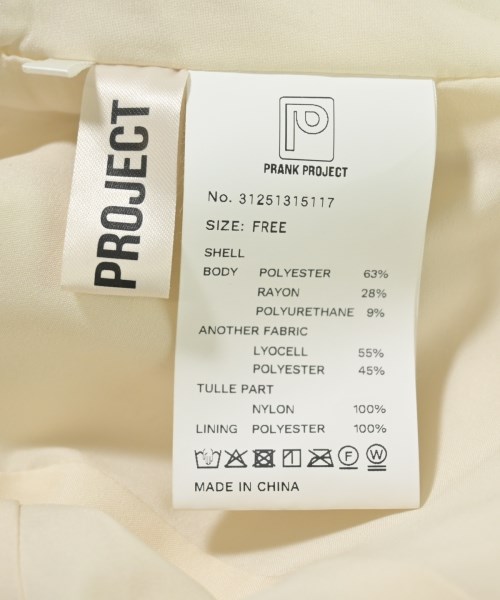 PROJECT
P
PRANK PROJECT
No. 31251315117
SIZE: FREE
SHELL
BODY POLYESTER 63%
RAYON 28%
POLYURETHANE 9%
ANOTHER FABRIC
LYOCELL 55%
POLYESTER 45%
TULLE PART
NYLON 100%
LINING POLYESTER 100%
F W
MADE IN CHINA